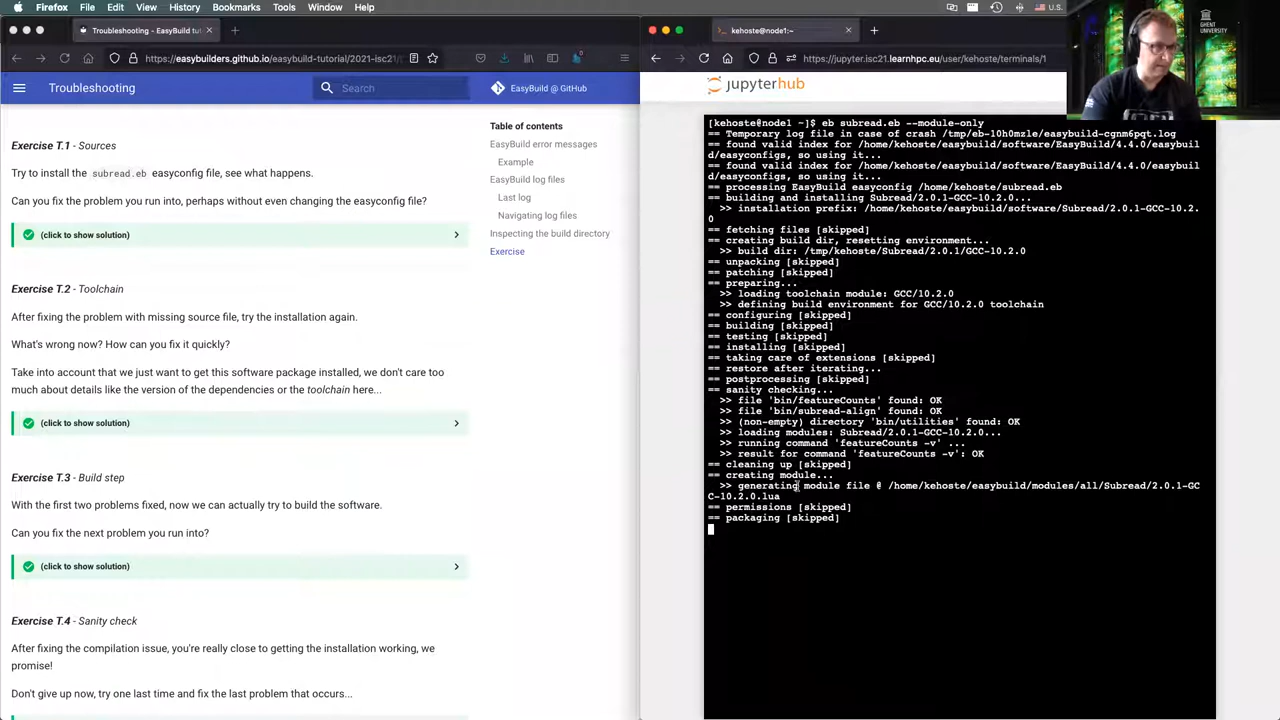 Firefox File Edit View History Bookmarks Tools Window Help
U.S.
Troubleshooting - EasyBuild tut
https://easybuilders.github.io/easybuild-tutorial/2021-isc21/
Troubleshooting
Search
EasyBuild @ GitHub
Exercise T.1 - Sources
Try to install the subread.eb easyconfig file, see what happens.
Can you fix the problem you run into, perhaps without even changing the easyconfig file?
(click to show solution)
Exercise T.2 - Toolchain
After fixing the problem with missing source file, try the installation again.
What's wrong now? How can you fix it quickly?
Take into account that we just want to get this software package installed, we don't care too
much about details like the version of the dependencies or the toolchain here...
(click to show solution)
Exercise T.3 - Build step
With the first two problems fixed, now we can actually try to build the software.
Can you fix the next problem you run into?
(click to show solution)
Exercise T.4 - Sanity check
After fixing the compilation issue, you're really close to getting the installation working, we
promise!
Don't give up now, try one last time and fix the last problem that occurs...
Table of contents
EasyBuild error messages
Example
EasyBuild log files
Last log
Navigating log files
Inspecting the build directory
Exercise
kehoste@node1:~
https://jupyter.isc21.learnhpc.eu/user/kehoste/terminals/1
jupyterhub
GHENT
UNIVERSITY
[kehoste@node1 ~]$ eb subread.eb --module-only
== Temporary log file in case of crash /tmp/eb-10h0mzle/easybuild-cgnm6pqt.log
== found valid index for /home/kehoste/easybuild/software/EasyBuild/4.4.0/easybuil
d/easyconfigs, so using it...
== found valid index for /home/kehoste/easybuild/software/EasyBuild/4.4.0/easybuil
d/easyconfigs, so using it...
== processing EasyBuild easyconfig /home/kehoste/subread.eb
== building and installing Subread/2.0.1-GCC-10.2.0...
>> installation prefix: /home/kehoste/easybuild/software/Subread/2.0.1-GCC-10.2.
0
== fetching files [skipped]
== creating build dir, resetting environment...
>> build dir: /tmp/kehoste/Subread/2.0.1/GCC-10.2.0
== unpacking [skipped]
== patching [skipped]
== preparing...
>> loading toolchain module: GCC/10.2.0
>> defining build environment for GCC/10.2.0 toolchain
== configuring [skipped]
== building [skipped]
== testing [skipped]
== installing [skipped]
== taking care of extensions [skipped]
== restore after iterating...
== postprocessing [skipped]
== sanity checking...
>> file 'bin/featureCounts' found: OK
>> file 'bin/subread-align' found: OK
>> (non-empty) directory 'bin/utilities' found: OK
>> loading modules: Subread/2.0.1-GCC-10.2.0...
>> running command 'featureCounts -v' ...
>> result for command 'featureCounts -v': OK
== cleaning up [skipped]
== creating module...
>> generating module file @ /home/kehoste/easybuild/modules/all/Subread/2.0.1-GC
C-10.2.0.lua
== permissions [skipped]
== packaging [skipped]